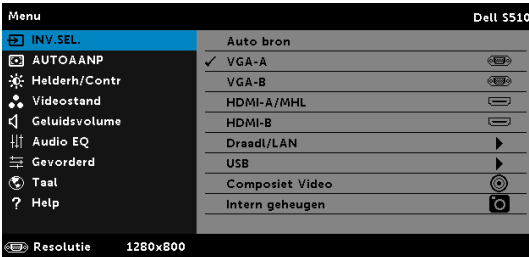 Menu Dell S510
INV.SEL. Auto bron
AUTOAANP ✓ VGA-A
Helderh/Contr VGA-B
Videostand HDMI-A/MHL
Geluidsvolume HDMI-B
Audio EQ Draadl/LAN
Gevorderd USB
Taal Composiet Video
? Help Intern geheugen
Resolutie 1280x800